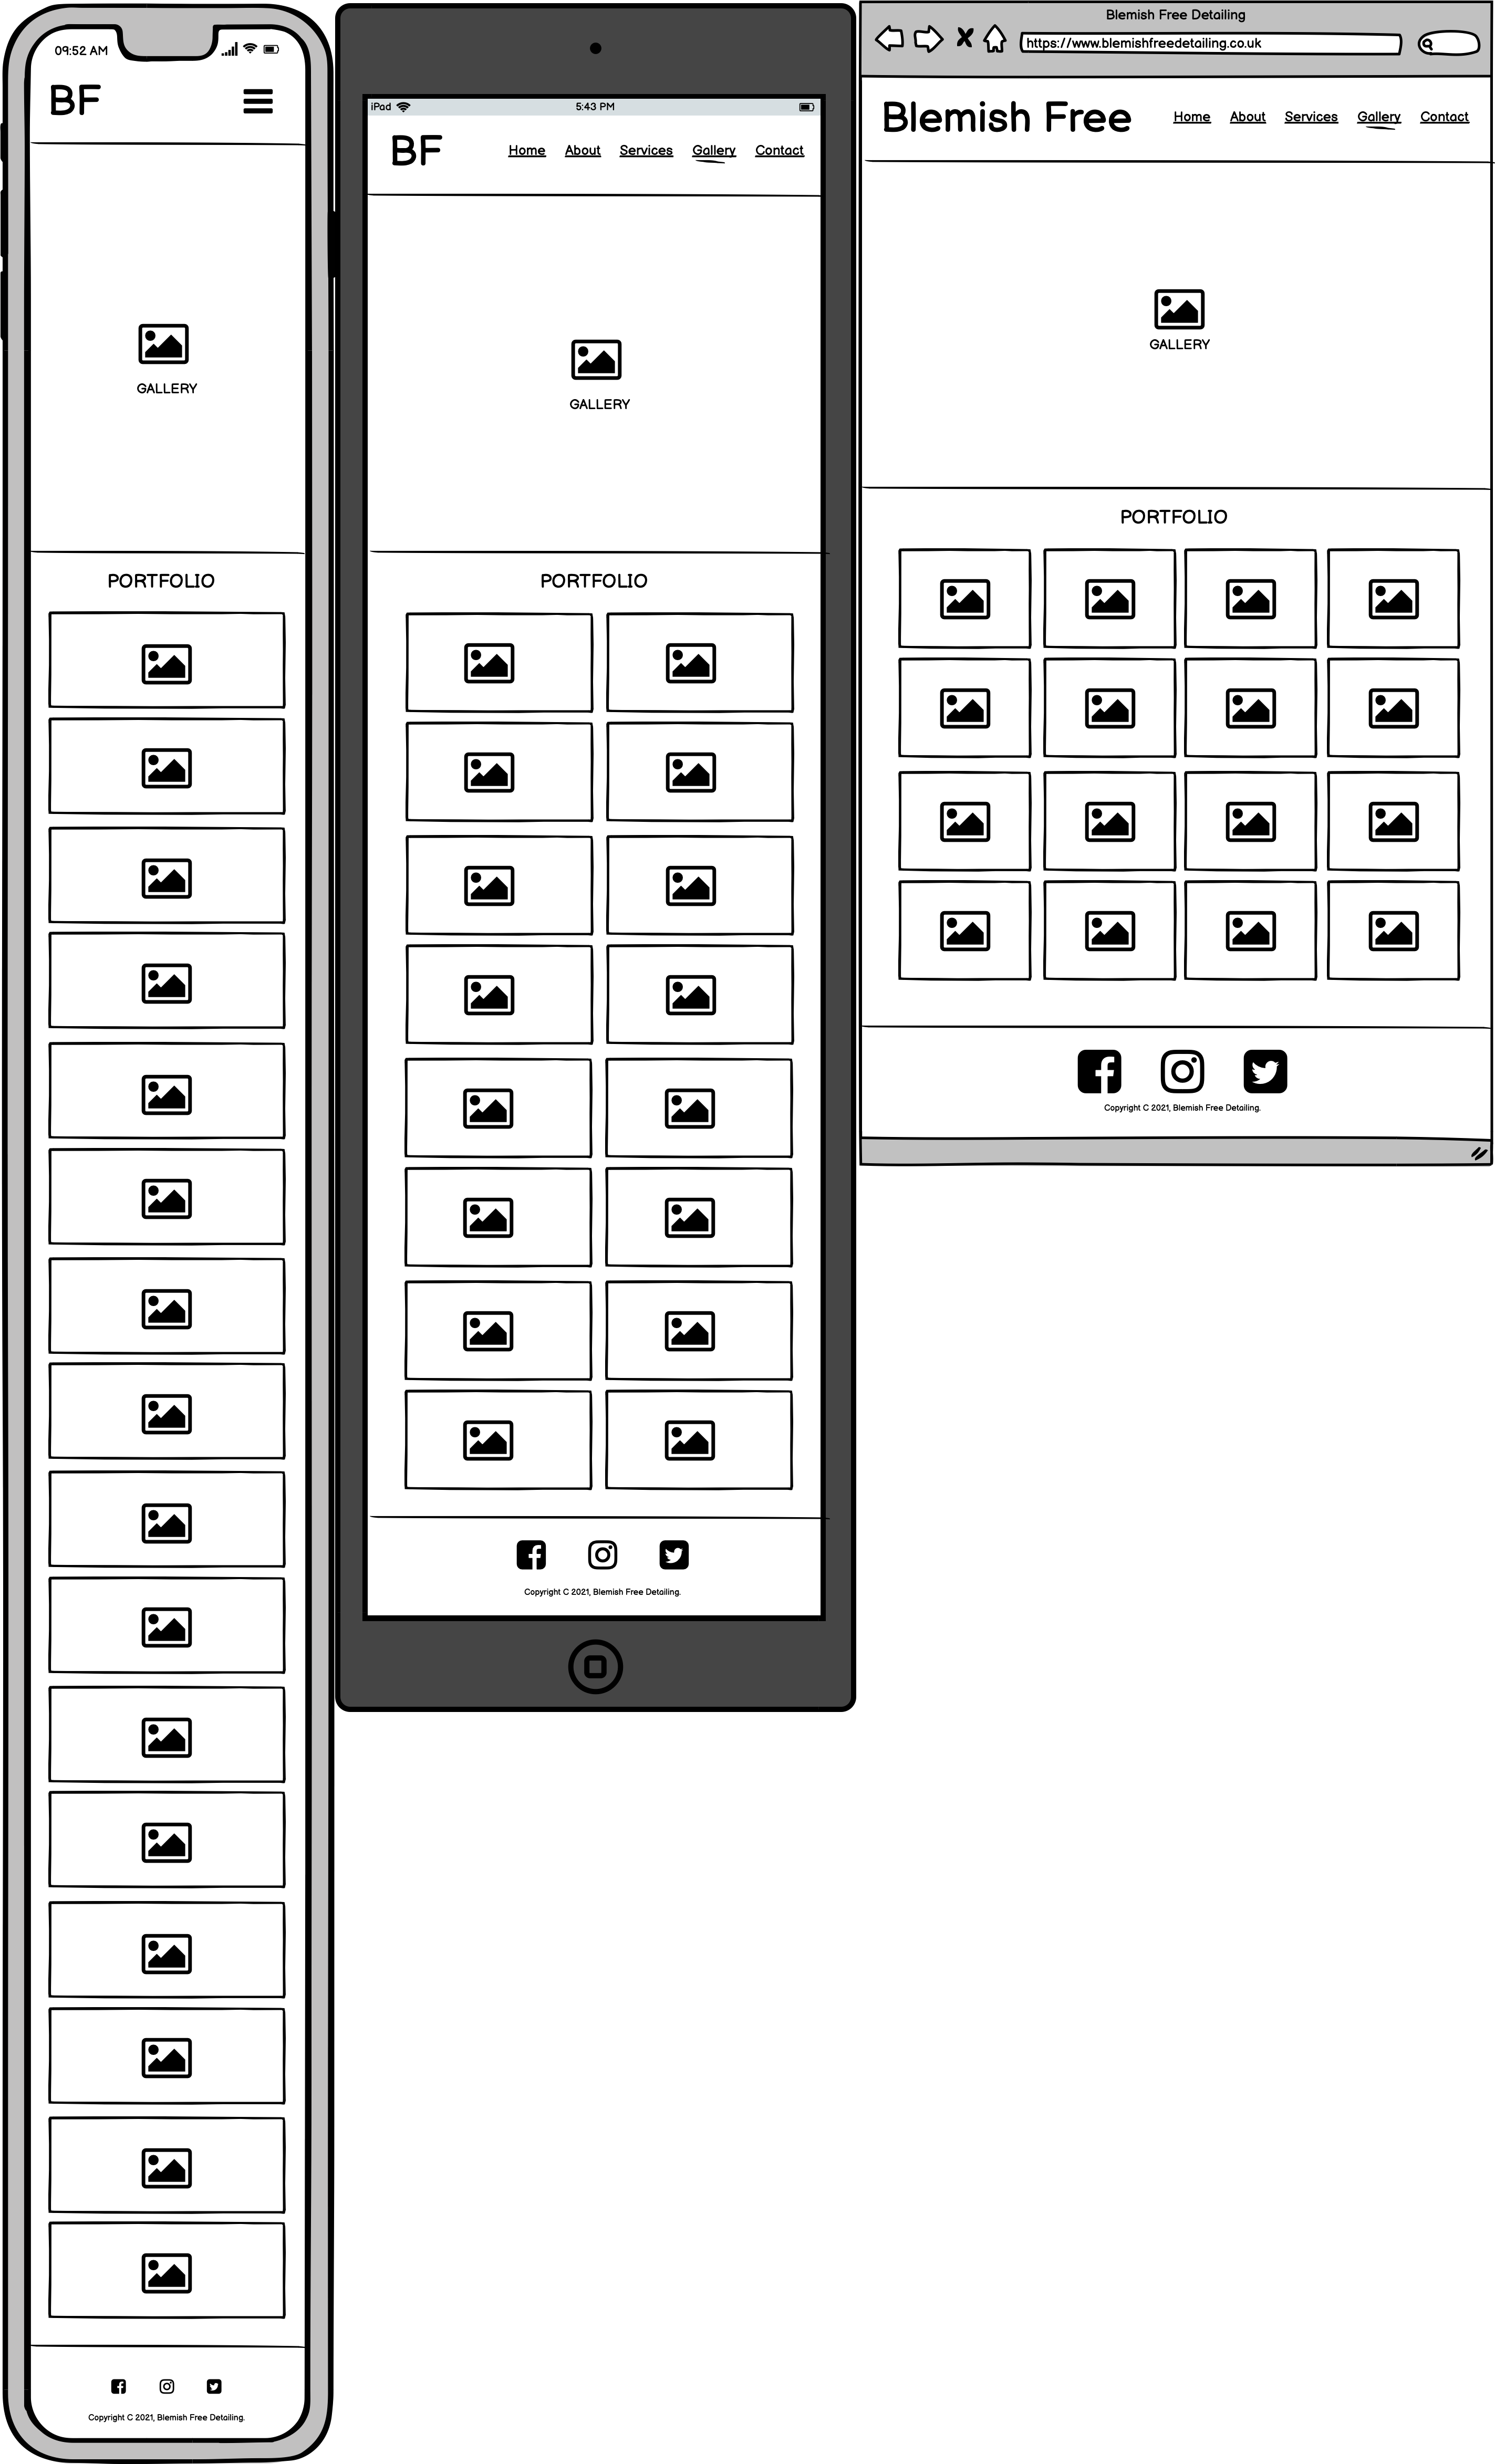 09:52 AM
BF
GALLERY
PORTFOLIO
Copyright C 2021, Blemish Free Detailing.
iPad
5:43 PM
BF
Home About Services Gallery Contact
GALLERY
PORTFOLIO
Copyright C 2021, Blemish Free Detailing.
Blemish Free Detailing
https://www.blemishfreedetailing.co.uk
Blemish Free
Home About Services Gallery Contact
GALLERY
PORTFOLIO
Copyright C 2021, Blemish Free Detailing.